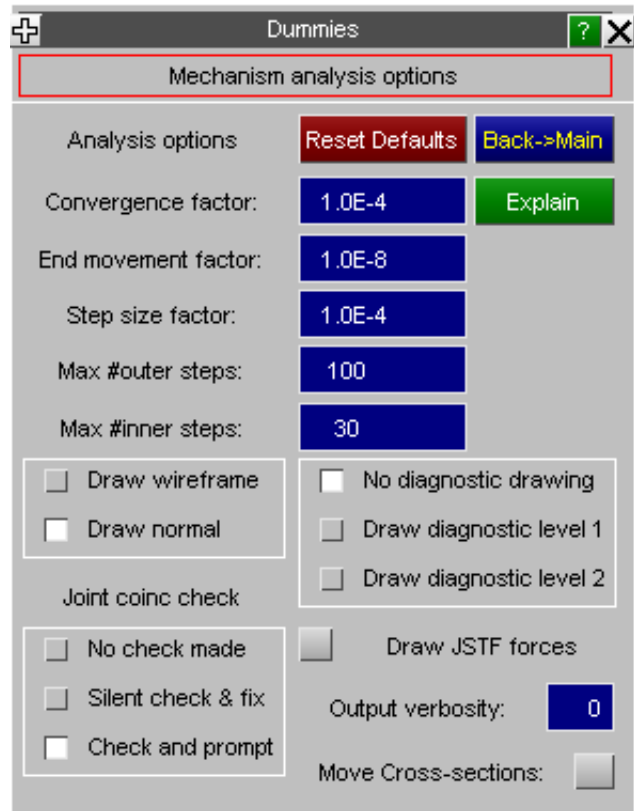 Dummies ? X
Mechanism analysis options
Analysis options Reset Defaults Back->Main
Convergence factor: 1.0E-4 Explain
End movement factor: 1.0E-8
Step size factor: 1.0E-4
Max #outer steps: 100
Max #inner steps: 30
Draw wireframe
Draw normal
No diagnostic drawing
Draw diagnostic level 1
Draw diagnostic level 2
Joint coinc check
No check made
Silent check & fix
Check and prompt
Draw JSTF forces
Output verbosity: 0
Move Cross-sections: